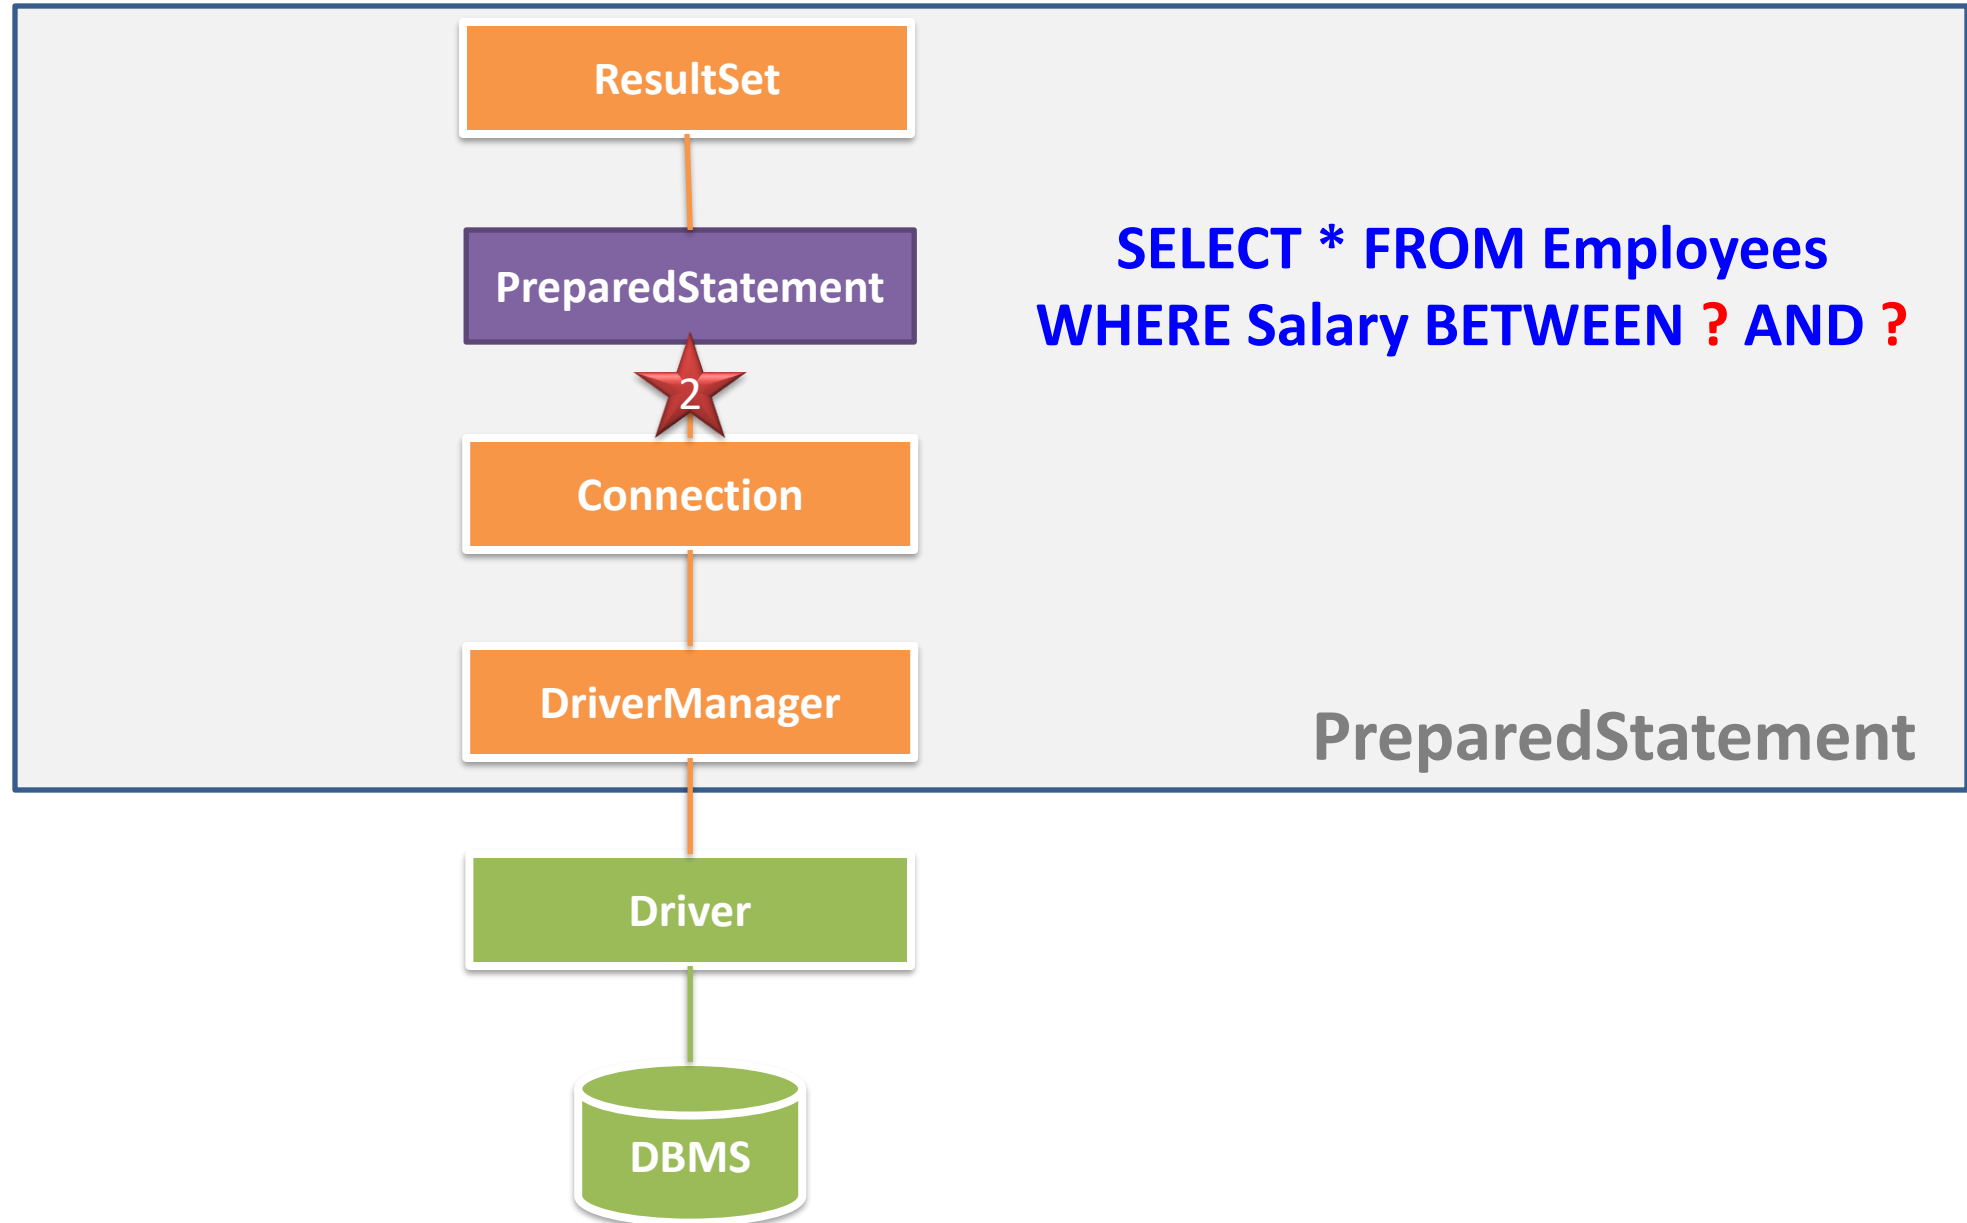 ResultSet
PreparedStatement
SELECT * FROM Employees
WHERE Salary BETWEEN ? AND ?
2
Connection
DriverManager
PreparedStatement
Driver
DBMS